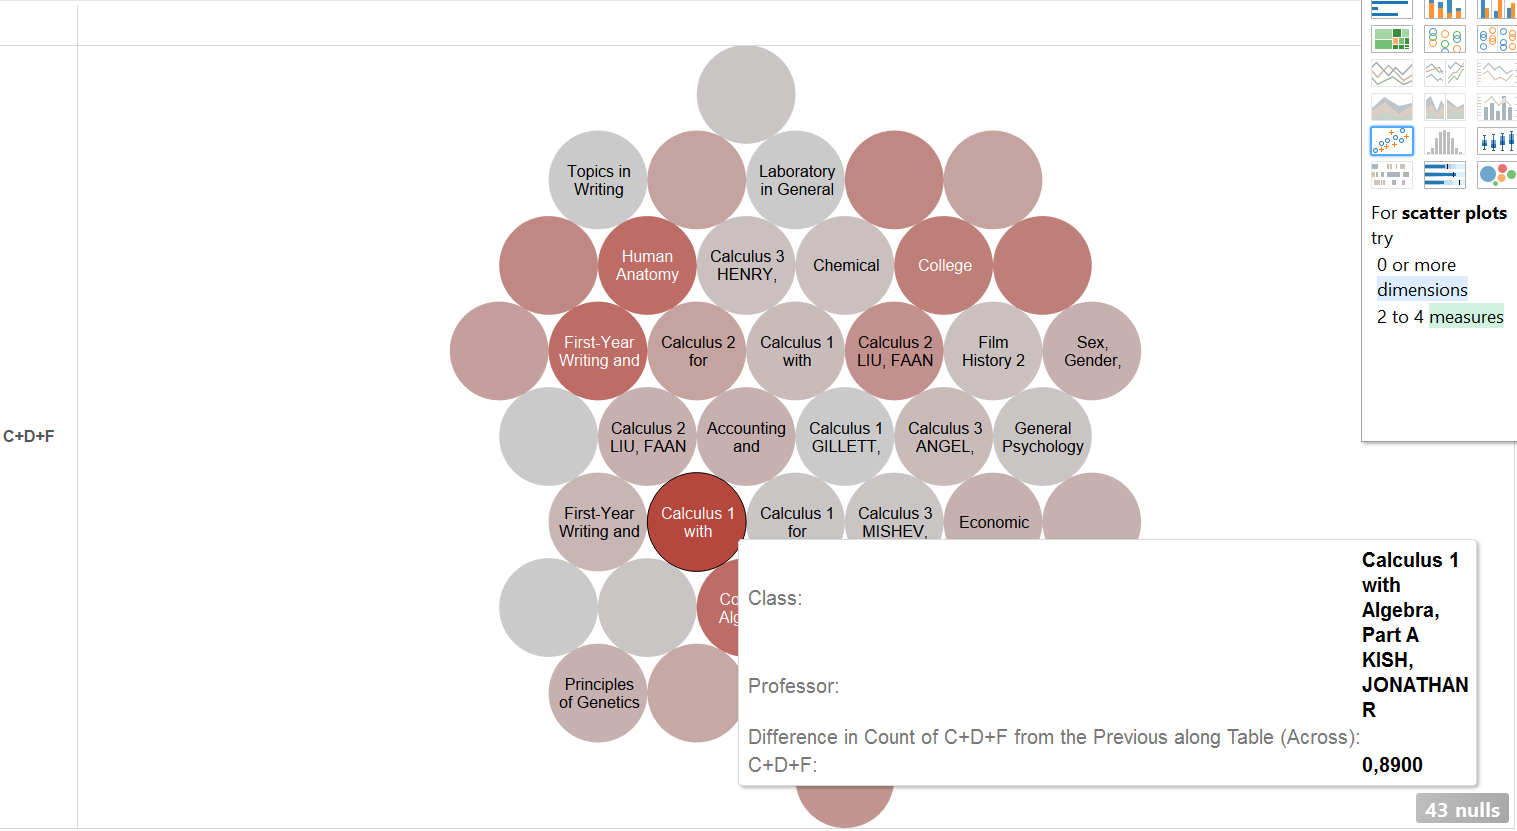 C+D+F
Topics in
Writing
Laboratory
in General
Human
Anatomy
Calculus 3
HENRY,
Chemical
College
First-Year
Writing and
Calculus 2
for
Calculus 1
with
Calculus 2
LIU, FAAN
Film
History 2
Sex,
Gender,
Calculus 2
LIU, FAAN
Accounting
and
Calculus 1
GILLETT,
Calculus 3
ANGEL,
General
Psychology
First-Year
Writing and
Calculus 1
with
Calculus 1
for
Calculus 3
MISHEV,
Economic
Co
Alg
Principles
of Genetics
Class:
Calculus 1
with
Algebra,
Part A
KISH,
JONATHAN
R
Professor:
Difference in Count of C+D+F from the Previous along Table (Across):
C+D+F:
0,8900
For scatter plots
try
0 or more
dimensions
2 to 4 measures
43 nulls